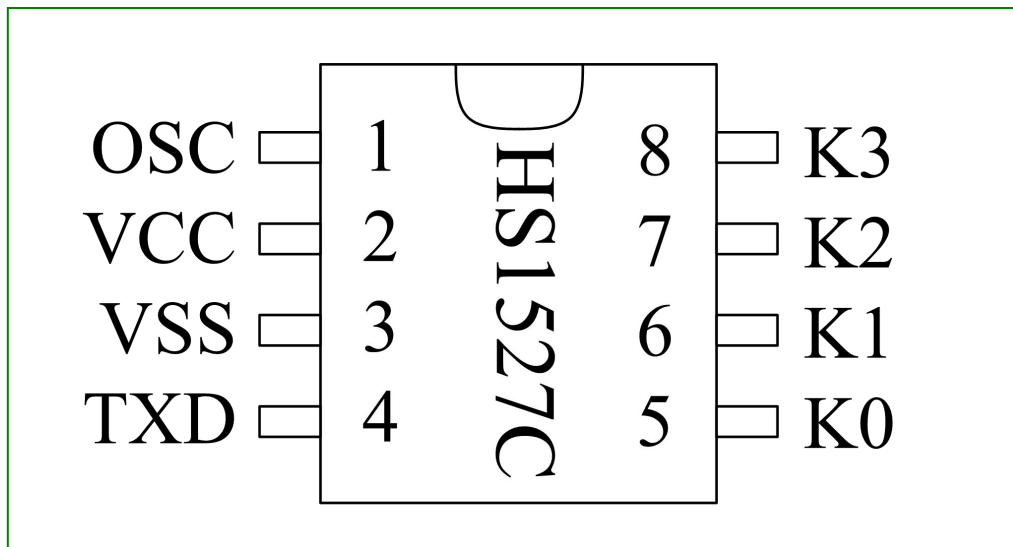 OSC 1 8 K3
VCC 2 7 K2
VSS 3 6 K1
TXD 4 5 K0
HS1527C